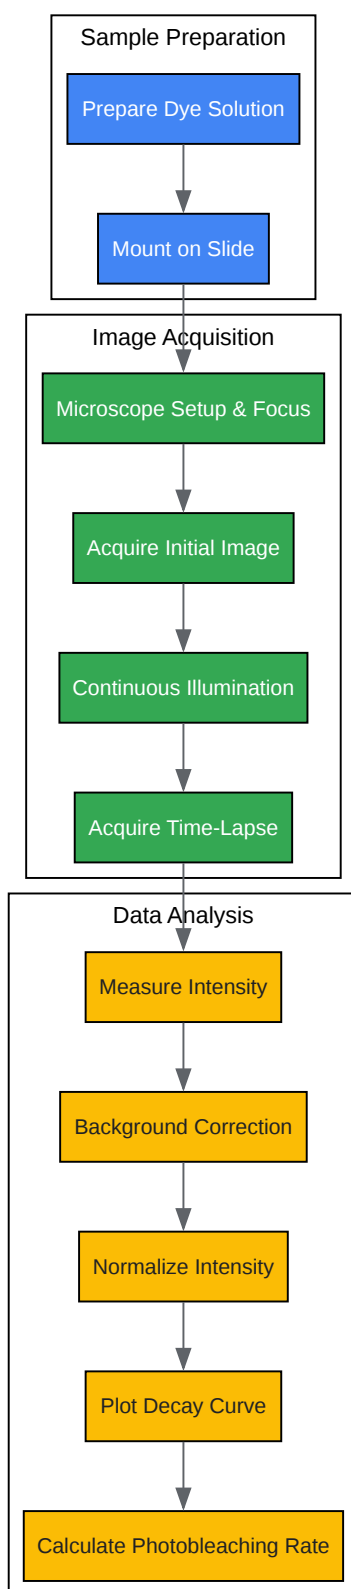 Sample Preparation
Prepare Dye Solution
Mount on Slide
Image Acquisition
Microscope Setup & Focus
Acquire Initial Image
Continuous Illumination
Acquire Time-Lapse
Data Analysis
Measure Intensity
Background Correction
Normalize Intensity
Plot Decay Curve
Calculate Photobleaching Rate